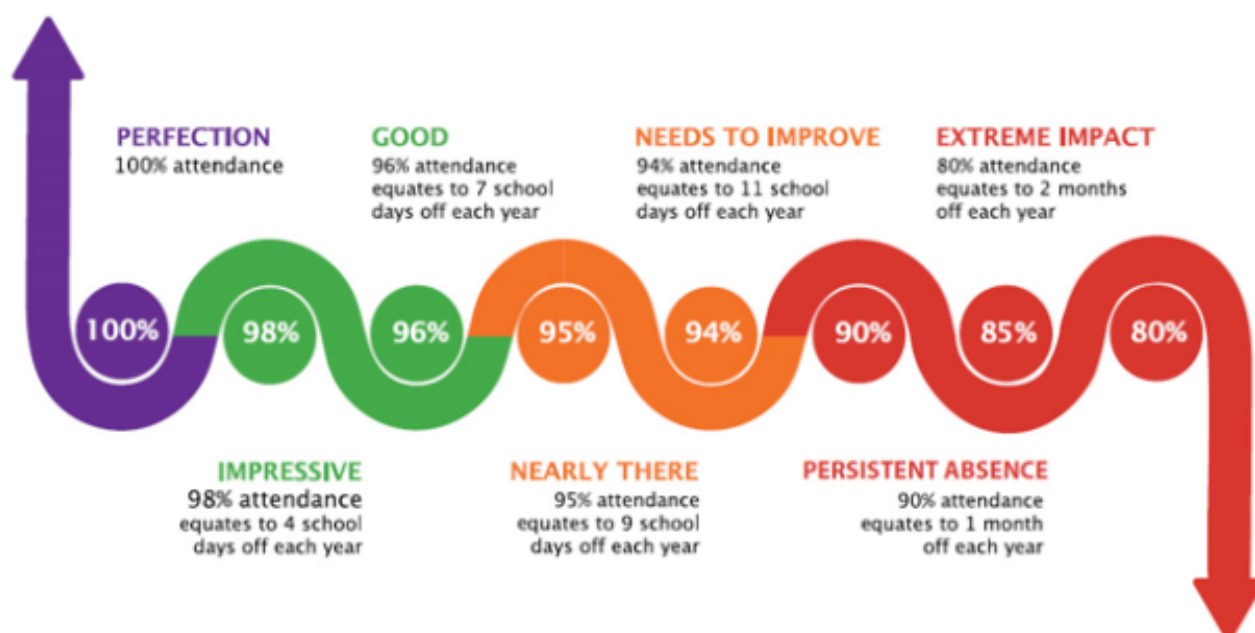 PERFECTION
100% attendance
GOOD
96% attendance
equates to 7 school
days off each year
NEEDS TO IMPROVE
94% attendance
equates to 11 school
days off each year
EXTREME IMPACT
80% attendance
equates to 2 months
off each year
100%
98%
96%
95%
94%
90%
85%
80%
IMPRESSIVE
98% attendance
equates to 4 school
days off each year
NEARLY THERE
95% attendance
equates to 9 school
days off each year
PERSISTENT ABSENCE
90% attendance
equates to 1 month
off each year